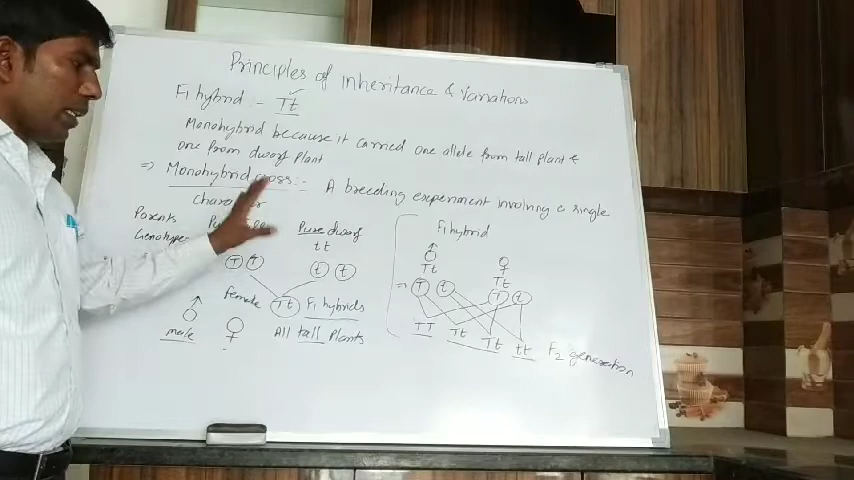 Principles of Inheritance & Variations
F1 hybrid :- Tt
Monohybrid because it carried one allele from tall plant &
one from dwarf plant
=> Monohybrid cross :- A breeding experiment involving a single
character
Parents Pure dwarf
Genotype tt
T t t
Female Tt F1 hybrids
male All tall plants
F1 hybrid
♂ ♀
Tt Tt
=> T t T t
TT Tt Tt tt F2 generation